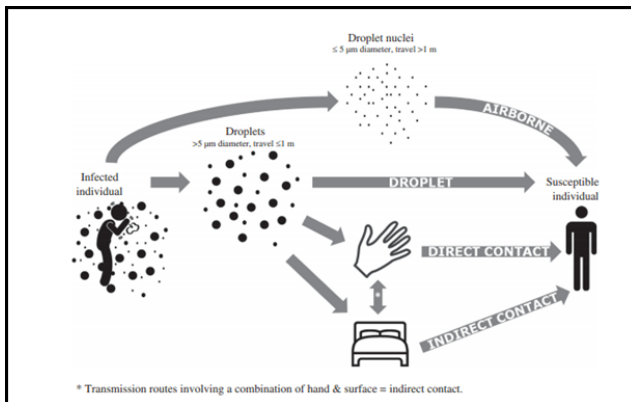 Droplet nuclei
≤ 5 µm diameter, travel >1 m
AIRBORNE
Droplets
>5 µm diameter, travel ≤1 m
Infected
individual
DROPLET
Susceptible
individual
DIRECT CONTACT
*
INDIRECT CONTACT
* Transmission routes involving a combination of hand & surface = indirect contact.